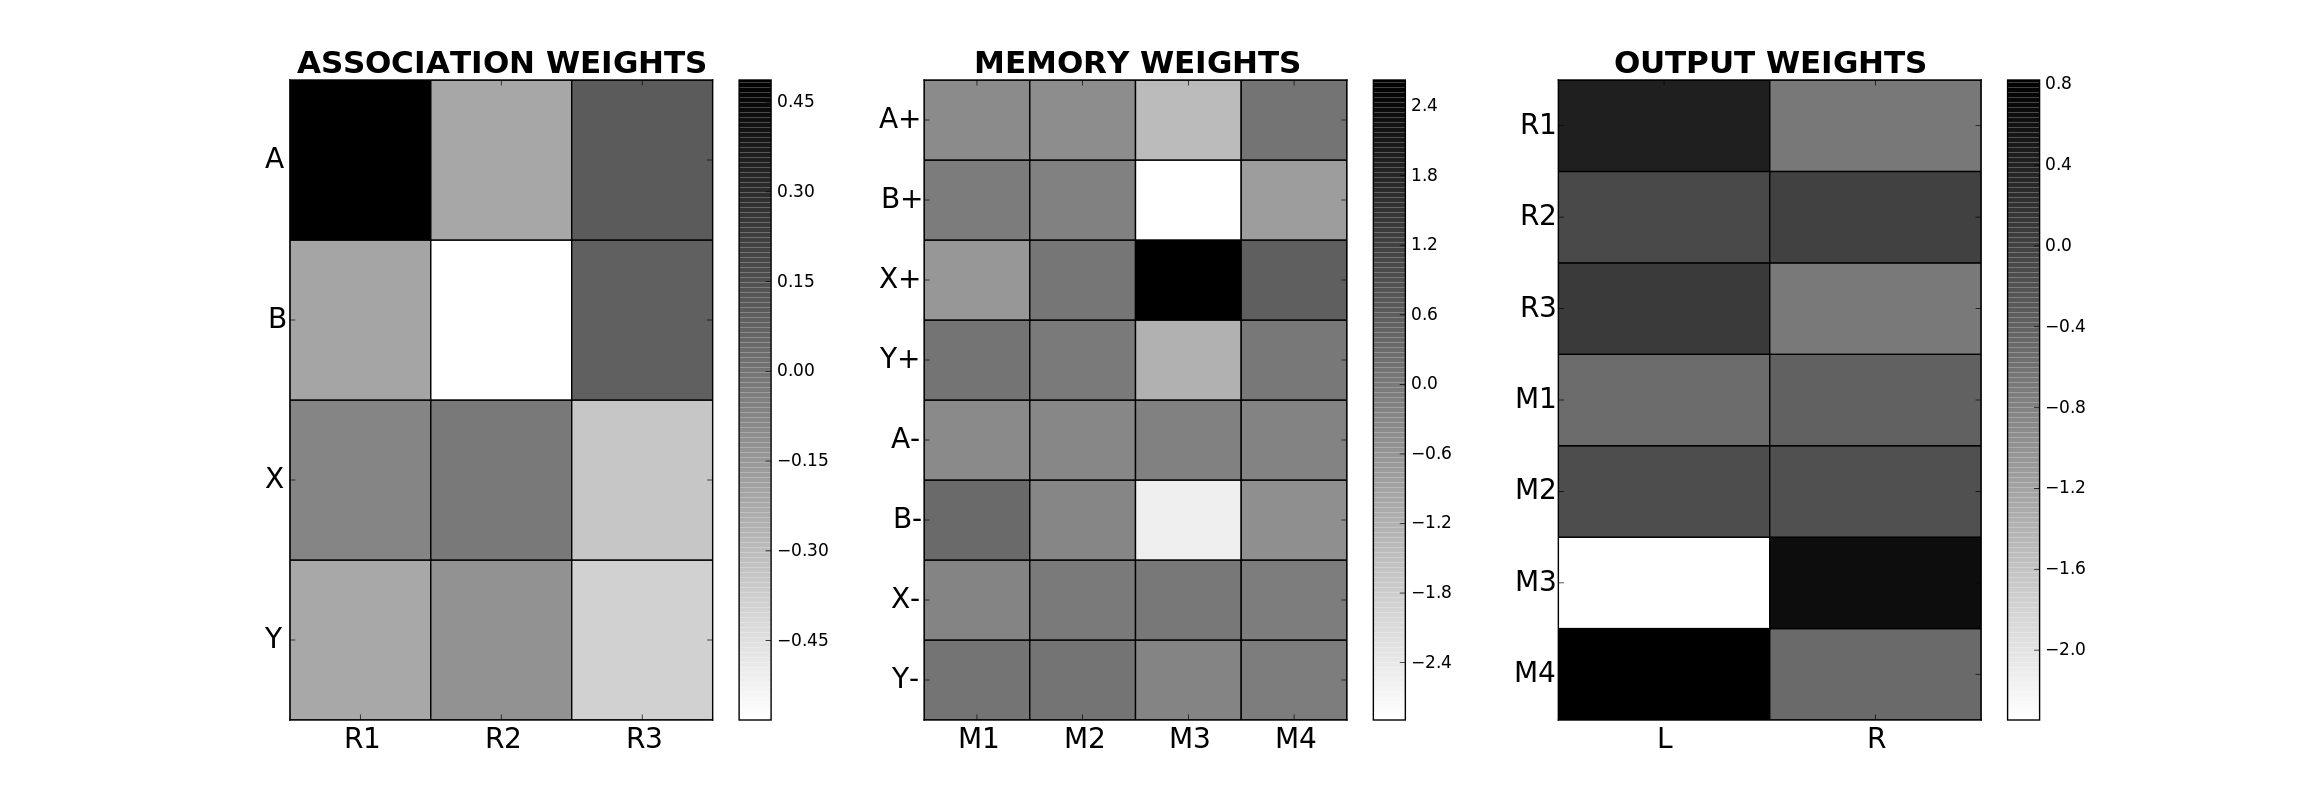 ASSOCIATION WEIGHTS
A
B
X
Y
R1 R2 R3
0.45
0.30
0.15
0.00
−0.15
−0.30
−0.45
MEMORY WEIGHTS
A+
B+
X+
Y+
A-
B-
X-
Y-
M1 M2 M3 M4
2.4
1.8
1.2
0.6
0.0
−0.6
−1.2
−1.8
−2.4
OUTPUT WEIGHTS
R1
R2
R3
M1
M2
M3
M4
L R
0.8
0.4
0.0
−0.4
−0.8
−1.2
−1.6
−2.0